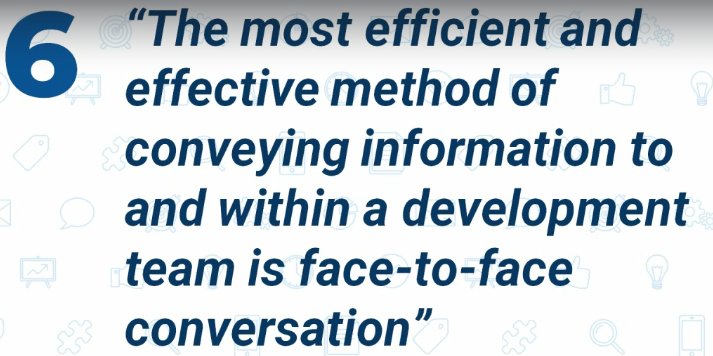 6
“The most efficient and
effective method of
conveying information to
and within a development
team is face-to-face
conversation”